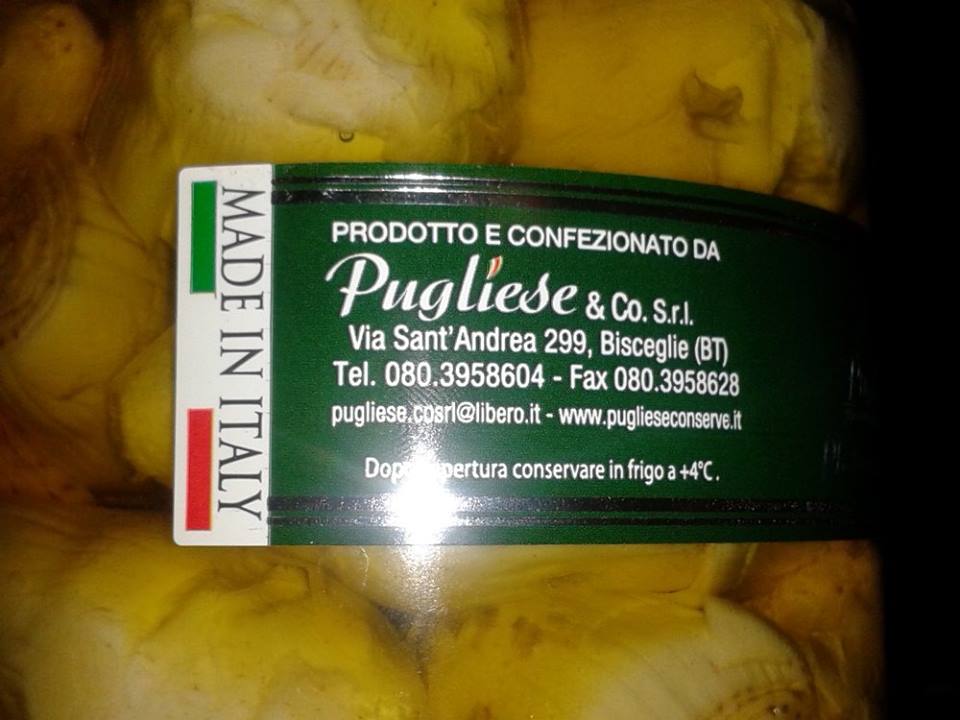 MADE IN ITALY
PRODOTTO E CONFEZIONATO DA
Pugliese & Co. S.r.l.
Via Sant'Andrea 299, Bisceglie (BT)
Tel. 080.3958604 - Fax 080.3958628
pugliese.cosrl@libero.it - www.puglieseconserve.it
conservare in frigo a +4°C.